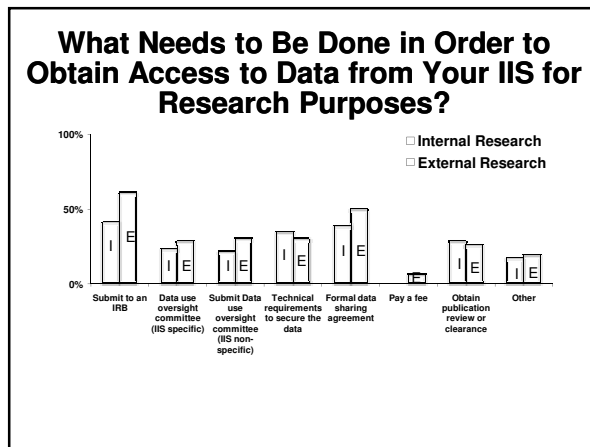 What Needs to Be Done in Order to
Obtain Access to Data from Your IIS for
Research Purposes?
100%
Internal Research
External Research
50%
0%
I
E
I
E
I
E
I
E
I
E
E
I
E
I
E
Submit to an
IRB
Data use
oversight
committee
(IIS specific)
Submit Data
use
oversight
committee
(IIS non-
specific)
Technical
requirements
to secure the
data
Formal data
sharing
agreement
Pay a fee
Obtain
publication
review or
clearance
Other